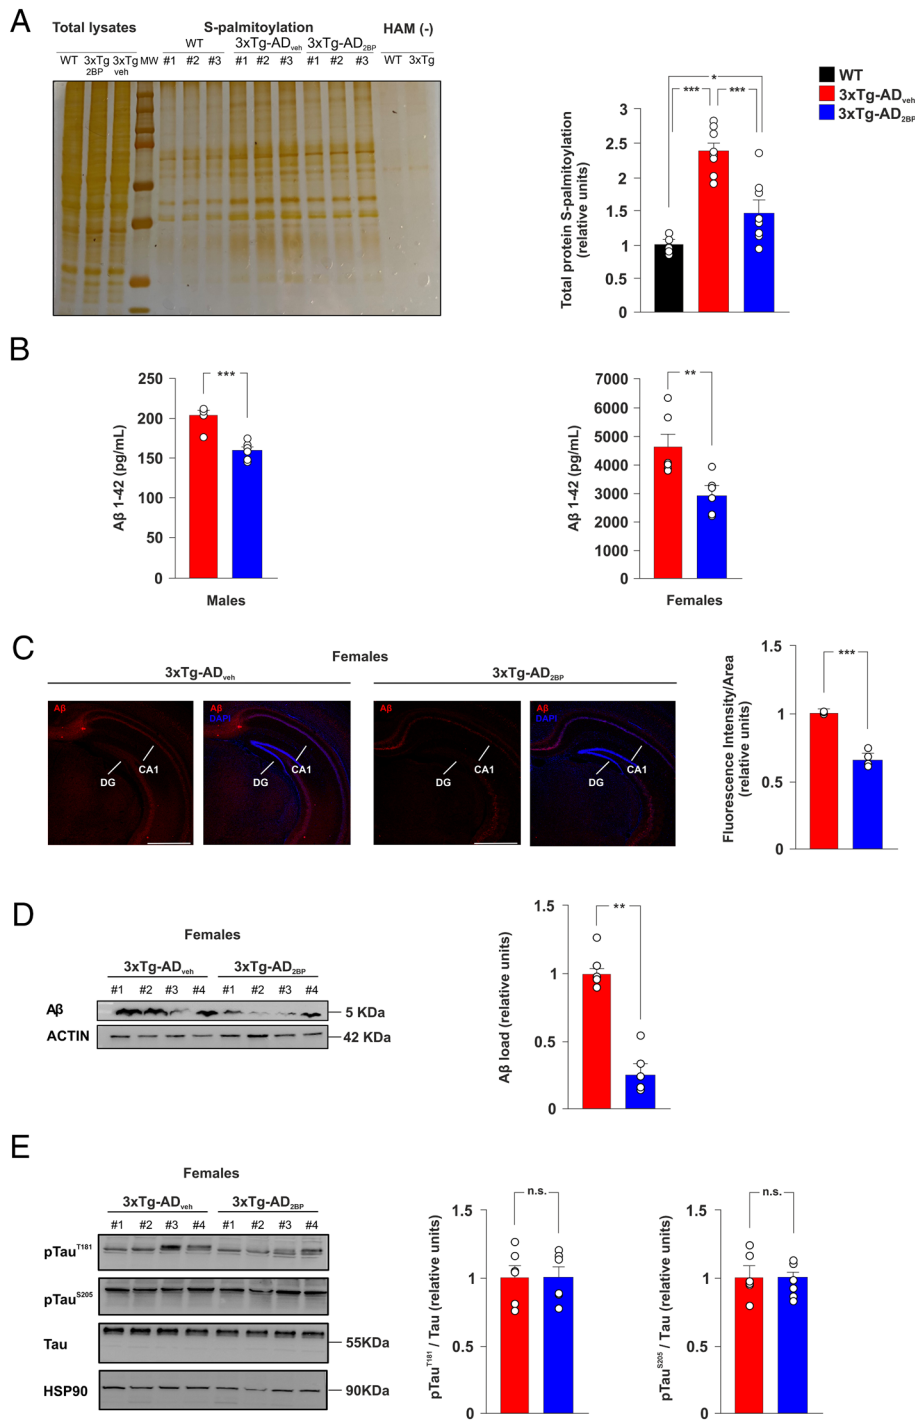 A
Total lysates S-palmitoylation HAM (-)
WT 3xTg-ADveh 3xTg-AD2BP
WT 3xTg 2BP 3xTg veh MW #1 #2 #3 #1 #2 #3 #1 #2 #3 WT 3xTg
WT
3xTg-ADveh
3xTg-AD2BP
* *** ***
Total protein S-palmitoylation
(relative units)
3
2.5
2
1.5
1
0.5
0
B
Aβ 1-42 (pg/mL)
250
200
150
100
50
0
***
Males
Aβ 1-42 (pg/mL)
7000
6000
5000
4000
3000
2000
1000
0
**
Females
C
Females
3xTg-ADveh 3xTg-AD2BP
Aβ
DG CA1
Aβ
DAPI
DG CA1
Aβ
DG CA1
Aβ
DAPI
DG CA1
Fluorescence Intensity/Area
(relative units)
1.5
1
0.5
0
***
D
Females
3xTg-ADveh 3xTg-AD2BP
#1 #2 #3 #4 #1 #2 #3 #4
Aβ 5 KDa
ACTIN 42 KDa
Aβ load (relative units)
1.5
1
0.5
0
**
E
Females
3xTg-ADveh 3xTg-AD2BP
#1 #2 #3 #4 #1 #2 #3 #4
pTauT181
pTauS205
Tau 55KDa
HSP90 90KDa
pTauT181 / Tau (relative units)
1.5
1
0.5
0
n.s.
pTauS205 / Tau (relative units)
1.5
1
0.5
0
n.s.